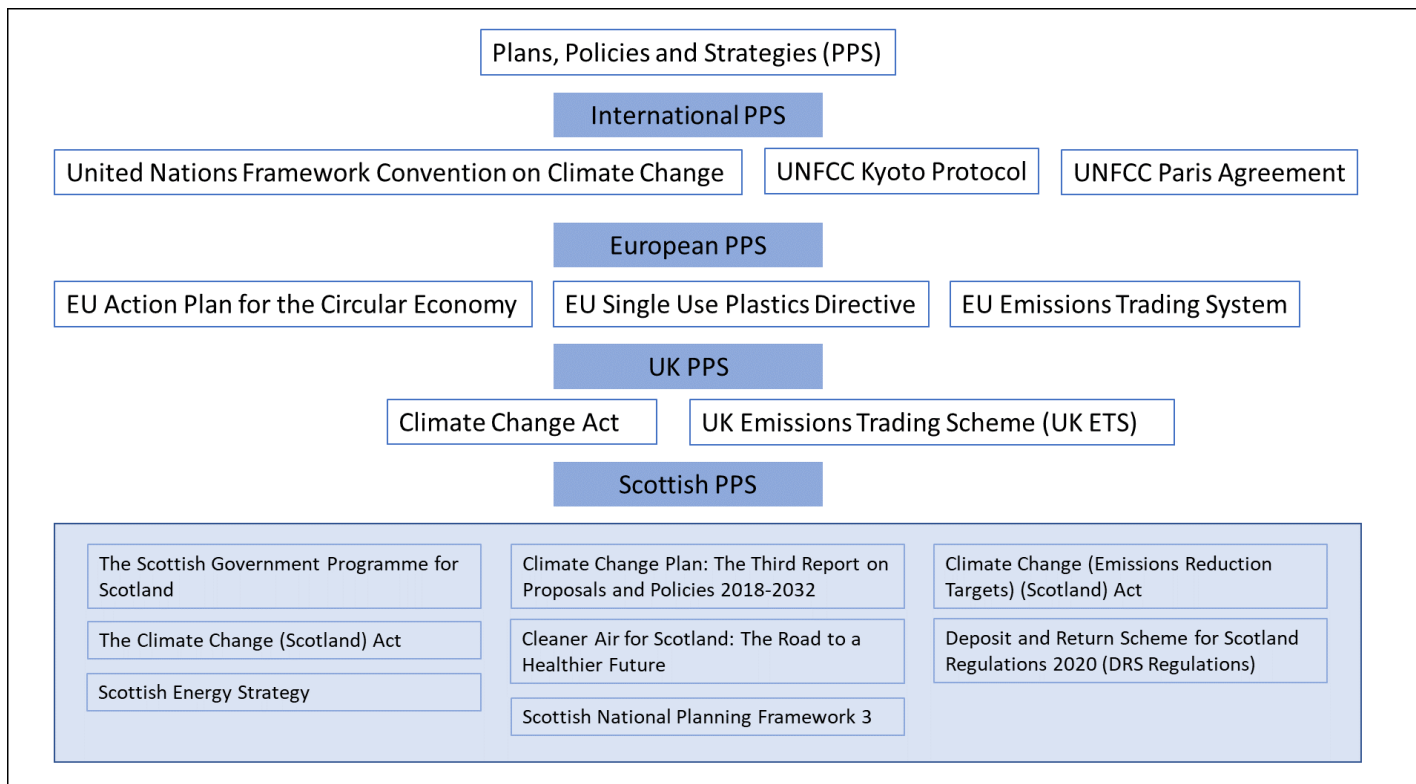 Plans, Policies and Strategies (PPS)
International PPS
United Nations Framework Convention on Climate Change
UNFCC Kyoto Protocol
UNFCC Paris Agreement
European PPS
EU Action Plan for the Circular Economy
EU Single Use Plastics Directive
EU Emissions Trading System
UK PPS
Climate Change Act
UK Emissions Trading Scheme (UK ETS)
Scottish PPS
The Scottish Government Programme for
Scotland
The Climate Change (Scotland) Act
Scottish Energy Strategy
Climate Change Plan: The Third Report on
Proposals and Policies 2018-2032
Cleaner Air for Scotland: The Road to a
Healthier Future
Scottish National Planning Framework 3
Climate Change (Emissions Reduction
Targets) (Scotland) Act
Deposit and Return Scheme for Scotland
Regulations 2020 (DRS Regulations)